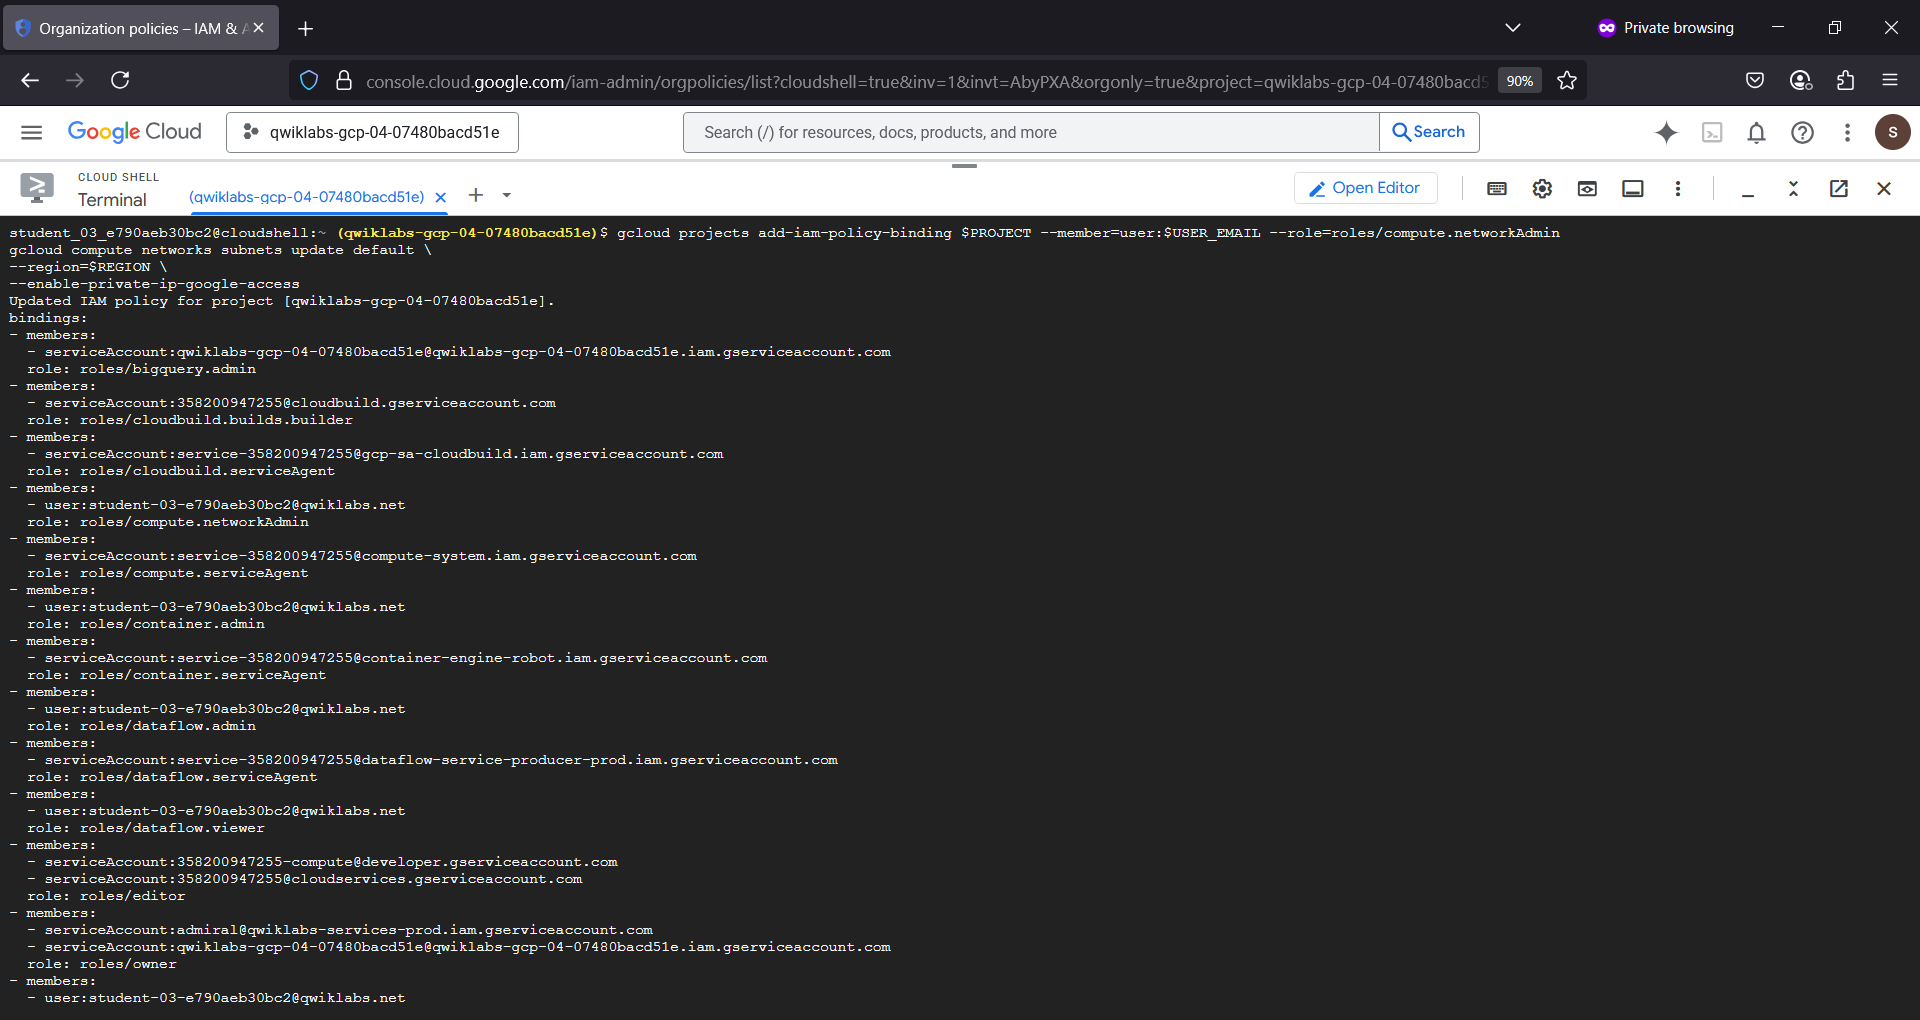 Organization policies – IAM & A
Private browsing
console.cloud.google.com/iam-admin/orgpolicies/list?cloudshell=true&inv=1&invt=AbyPXA&orgonly=true&project=qwiklabs-gcp-04-07480bacd5
90%
Google Cloud
qwiklabs-gcp-04-07480bacd51e
Search (/) for resources, docs, products, and more
Search
S
CLOUD SHELL
Terminal
(qwiklabs-gcp-04-07480bacd51e)
Open Editor
student_03_e790aeb30bc2@cloudshell:~ (qwiklabs-gcp-04-07480bacd51e)$ gcloud projects add-iam-policy-binding $PROJECT --member=user:$USER_EMAIL --role=roles/compute.networkAdmin
gcloud compute networks subnets update default \
--region=$REGION \
--enable-private-ip-google-access
Updated IAM policy for project [qwiklabs-gcp-04-07480bacd51e].
bindings:
- members:
  - serviceAccount:qwiklabs-gcp-04-07480bacd51e@qwiklabs-gcp-04-07480bacd51e.iam.gserviceaccount.com
  role: roles/bigquery.admin
- members:
  - serviceAccount:358200947255@cloudbuild.gserviceaccount.com
  role: roles/cloudbuild.builds.builder
- members:
  - serviceAccount:service-358200947255@gcp-sa-cloudbuild.iam.gserviceaccount.com
  role: roles/cloudbuild.serviceAgent
- members:
  - user:student-03-e790aeb30bc2@qwiklabs.net
  role: roles/compute.networkAdmin
- members:
  - serviceAccount:service-358200947255@compute-system.iam.gserviceaccount.com
  role: roles/compute.serviceAgent
- members:
  - user:student-03-e790aeb30bc2@qwiklabs.net
  role: roles/container.admin
- members:
  - serviceAccount:service-358200947255@container-engine-robot.iam.gserviceaccount.com
  role: roles/container.serviceAgent
- members:
  - user:student-03-e790aeb30bc2@qwiklabs.net
  role: roles/dataflow.admin
- members:
  - serviceAccount:service-358200947255@dataflow-service-producer-prod.iam.gserviceaccount.com
  role: roles/dataflow.serviceAgent
- members:
  - user:student-03-e790aeb30bc2@qwiklabs.net
  role: roles/dataflow.viewer
- members:
  - serviceAccount:358200947255-compute@developer.gserviceaccount.com
  - serviceAccount:358200947255@cloudservices.gserviceaccount.com
  role: roles/editor
- members:
  - serviceAccount:admiral@qwiklabs-services-prod.iam.gserviceaccount.com
  - serviceAccount:qwiklabs-gcp-04-07480bacd51e@qwiklabs-gcp-04-07480bacd51e.iam.gserviceaccount.com
  role: roles/owner
- members:
  - user:student-03-e790aeb30bc2@qwiklabs.net